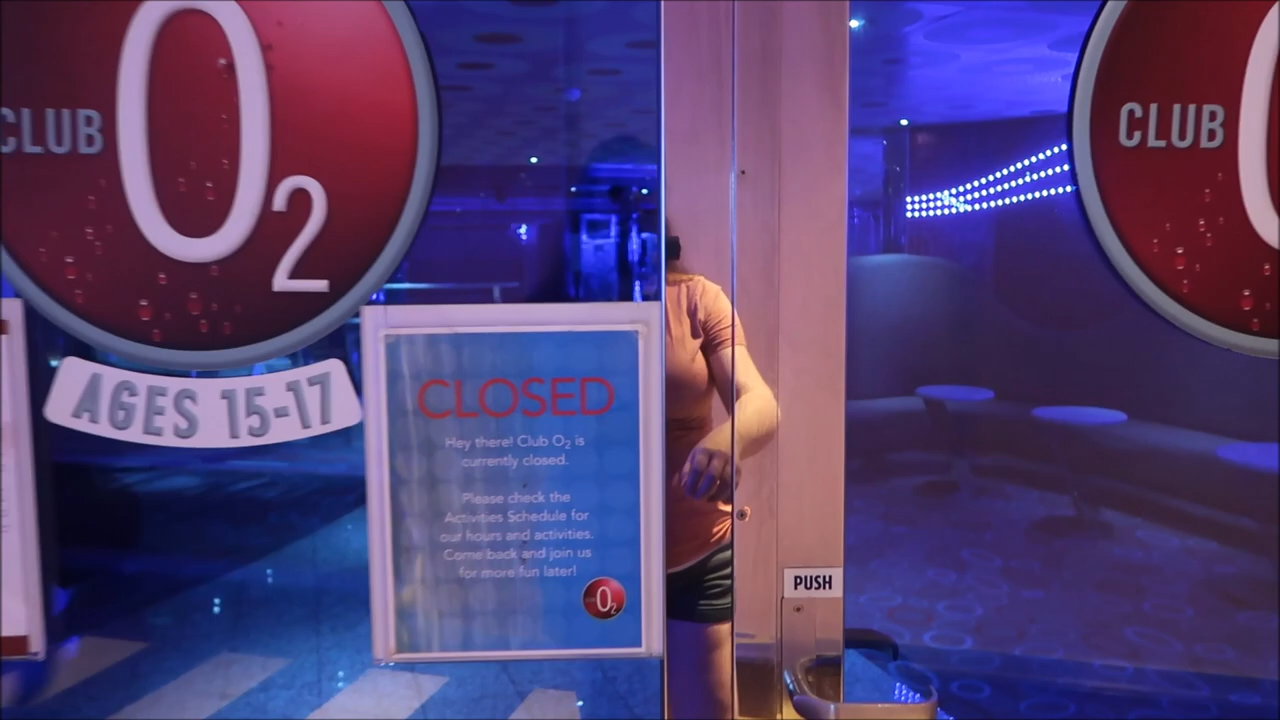 CLUB
O2
AGES 15-17
CLOSED
Hey there! Club O2 is
currently closed.
Please check the
Activities Schedule for
our hours and activities.
Come back and join us
for more fun later!
O2
PUSH
CLUB